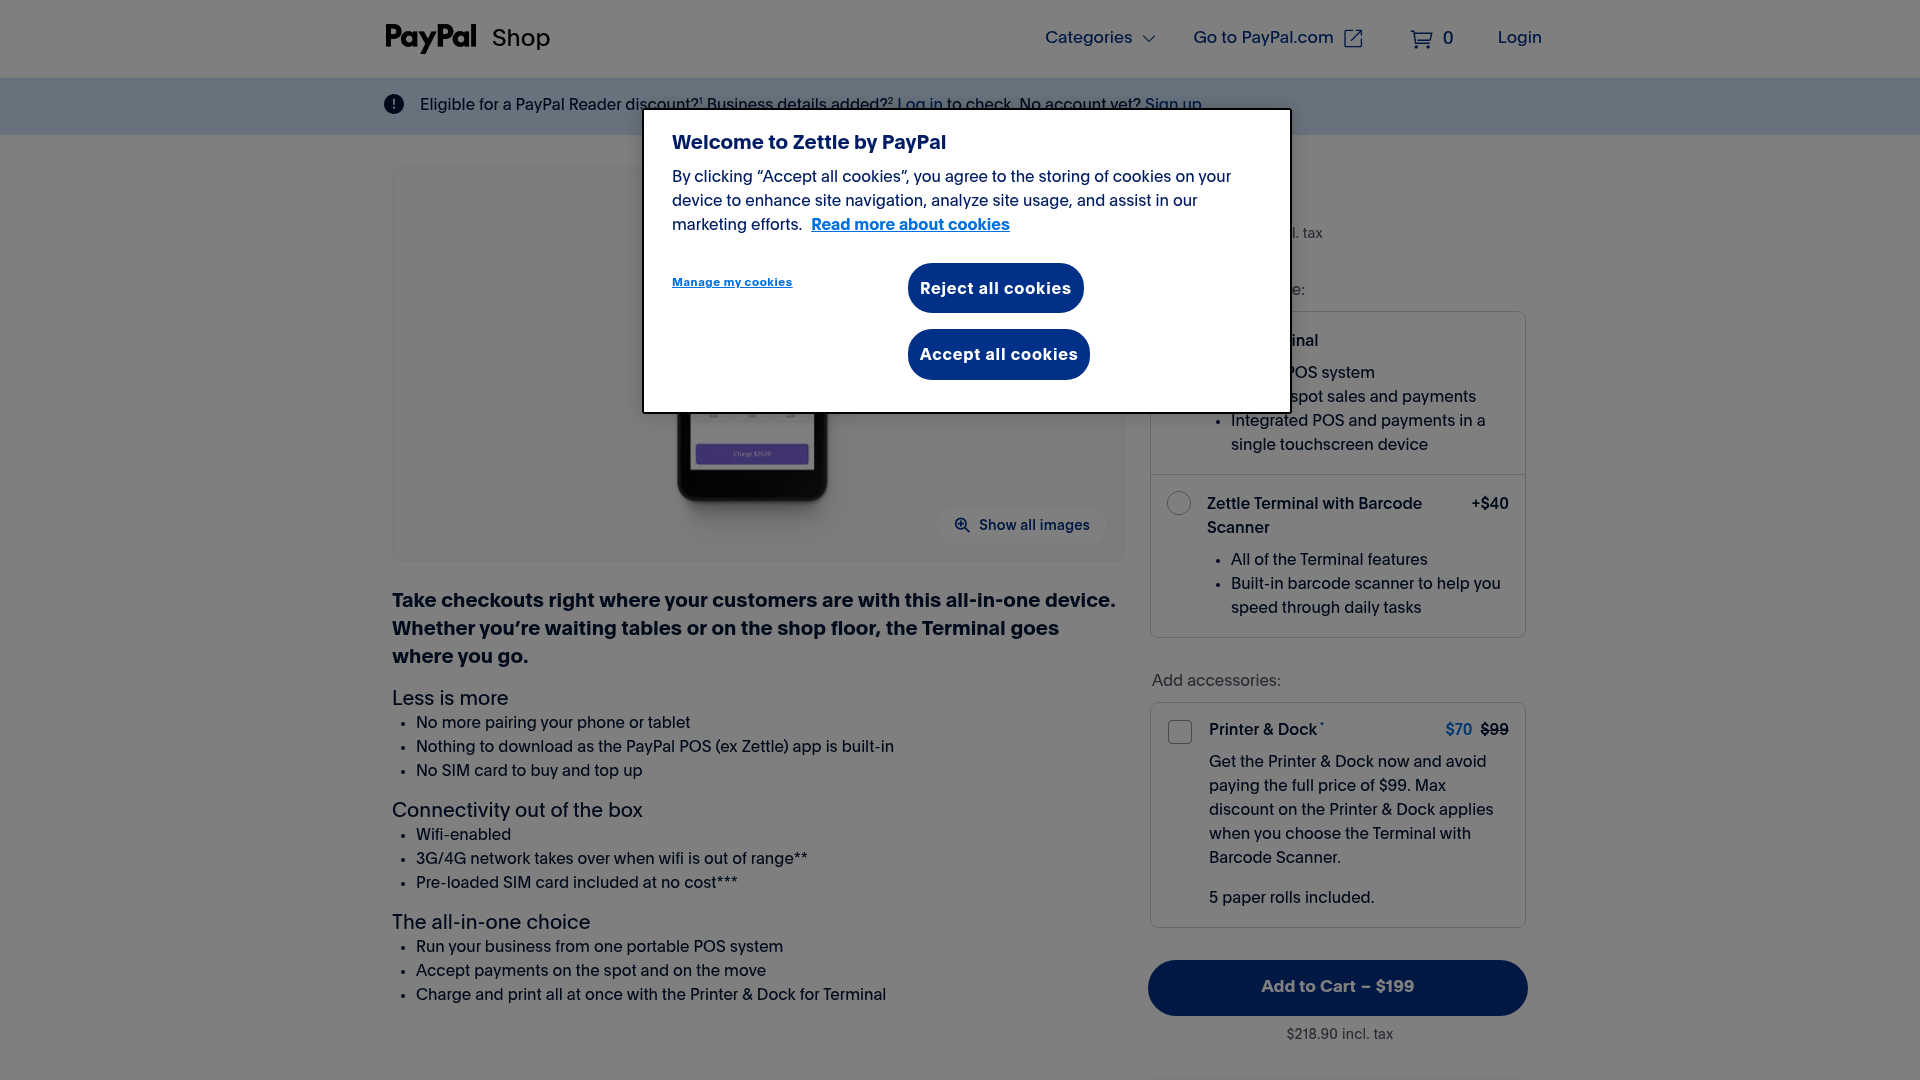 PayPal Shop
Categories
Go to PayPal.com
0
Login
Eligible for a PayPal Reader discount?¹ Business details added?² Log in to check. No account yet? Sign up
Welcome to Zettle by PayPal
By clicking “Accept all cookies”, you agree to the storing of cookies on your
device to enhance site navigation, analyze site usage, and assist in our
marketing efforts. Read more about cookies
Manage my cookies
Reject all cookies
Accept all cookies
Charge $25.00
Show all images
Take checkouts right where your customers are with this all-in-one device.
Whether you’re waiting tables or on the shop floor, the Terminal goes
where you go.
Less is more
• No more pairing your phone or tablet
• Nothing to download as the PayPal POS (ex Zettle) app is built-in
• No SIM card to buy and top up
Connectivity out of the box
• Wifi-enabled
• 3G/4G network takes over when wifi is out of range**
• Pre-loaded SIM card included at no cost***
The all-in-one choice
• Run your business from one portable POS system
• Accept payments on the spot and on the move
• Charge and print all at once with the Printer & Dock for Terminal
tax
POS system
spot sales and payments
• Integrated POS and payments in a
single touchscreen device
Zettle Terminal with Barcode +$40
Scanner
• All of the Terminal features
• Built-in barcode scanner to help you
speed through daily tasks
Add accessories:
Printer & Dock* $70 $99
Get the Printer & Dock now and avoid
paying the full price of $99. Max
discount on the Printer & Dock applies
when you choose the Terminal with
Barcode Scanner.
5 paper rolls included.
Add to Cart – $199
$218.90 incl. tax